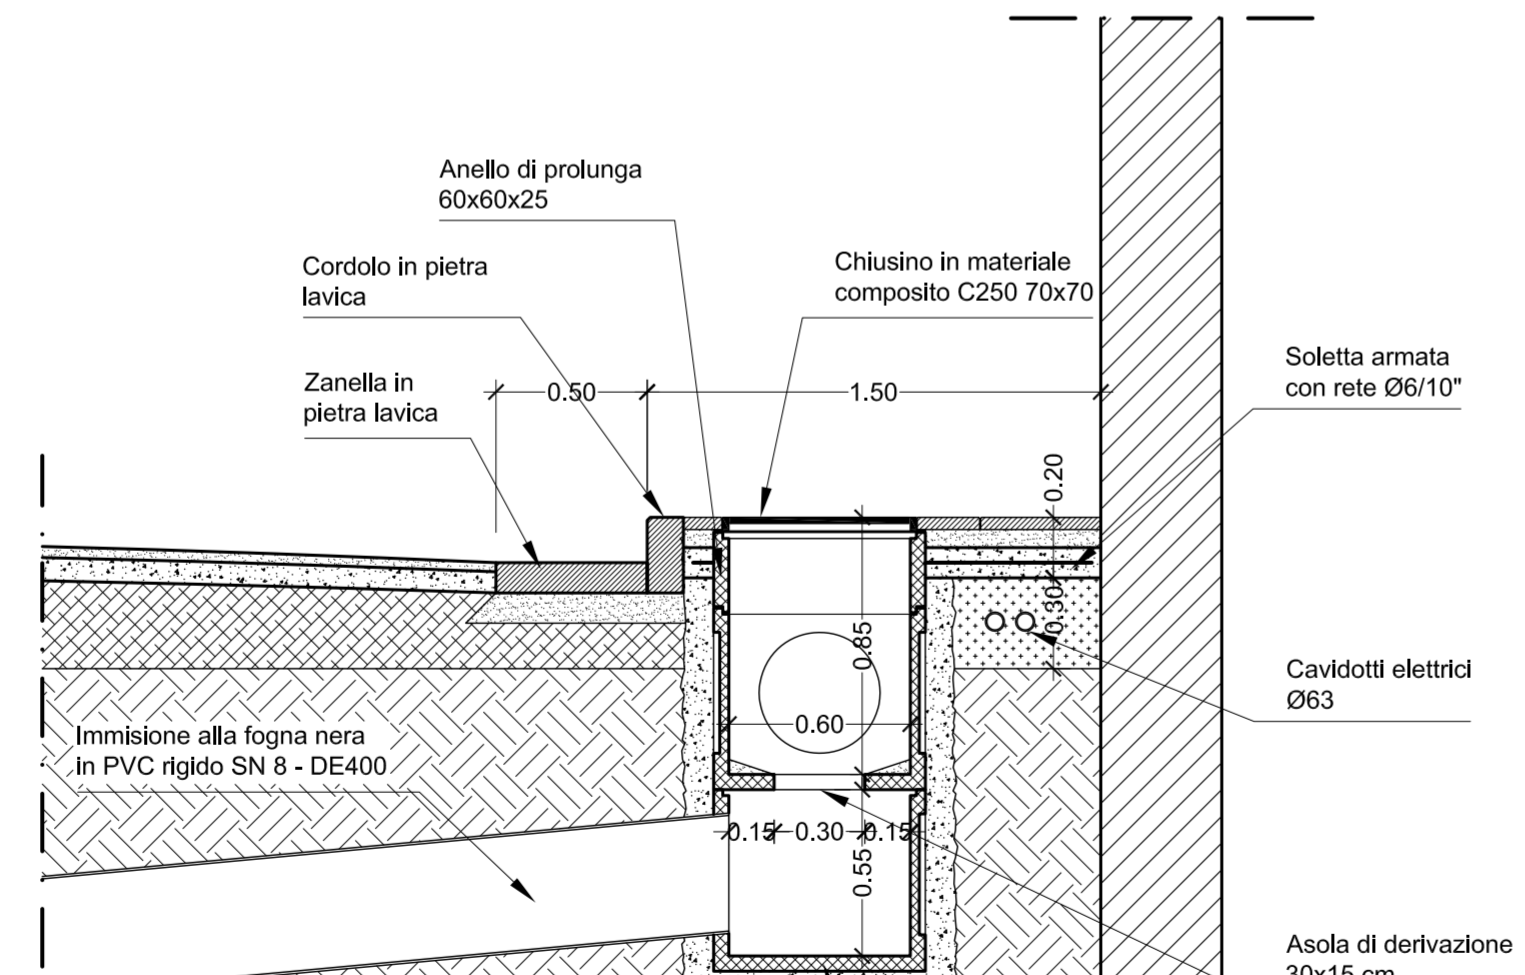 Anello di prolunga
60x60x25
Cordolo in pietra
lavica
Chiusino in materiale
composito C250 70x70
Zanella in
pietra lavica
Soletta armata
con rete Ø6/10"
0.50
1.50
0.20
0.30
0.85
0.60
Cavidotti elettrici
Ø63
Immisione alla fogna nera
in PVC rigido SN 8 - DE400
0.15
0.30
0.15
0.55
Asola di derivazione
30x15 cm